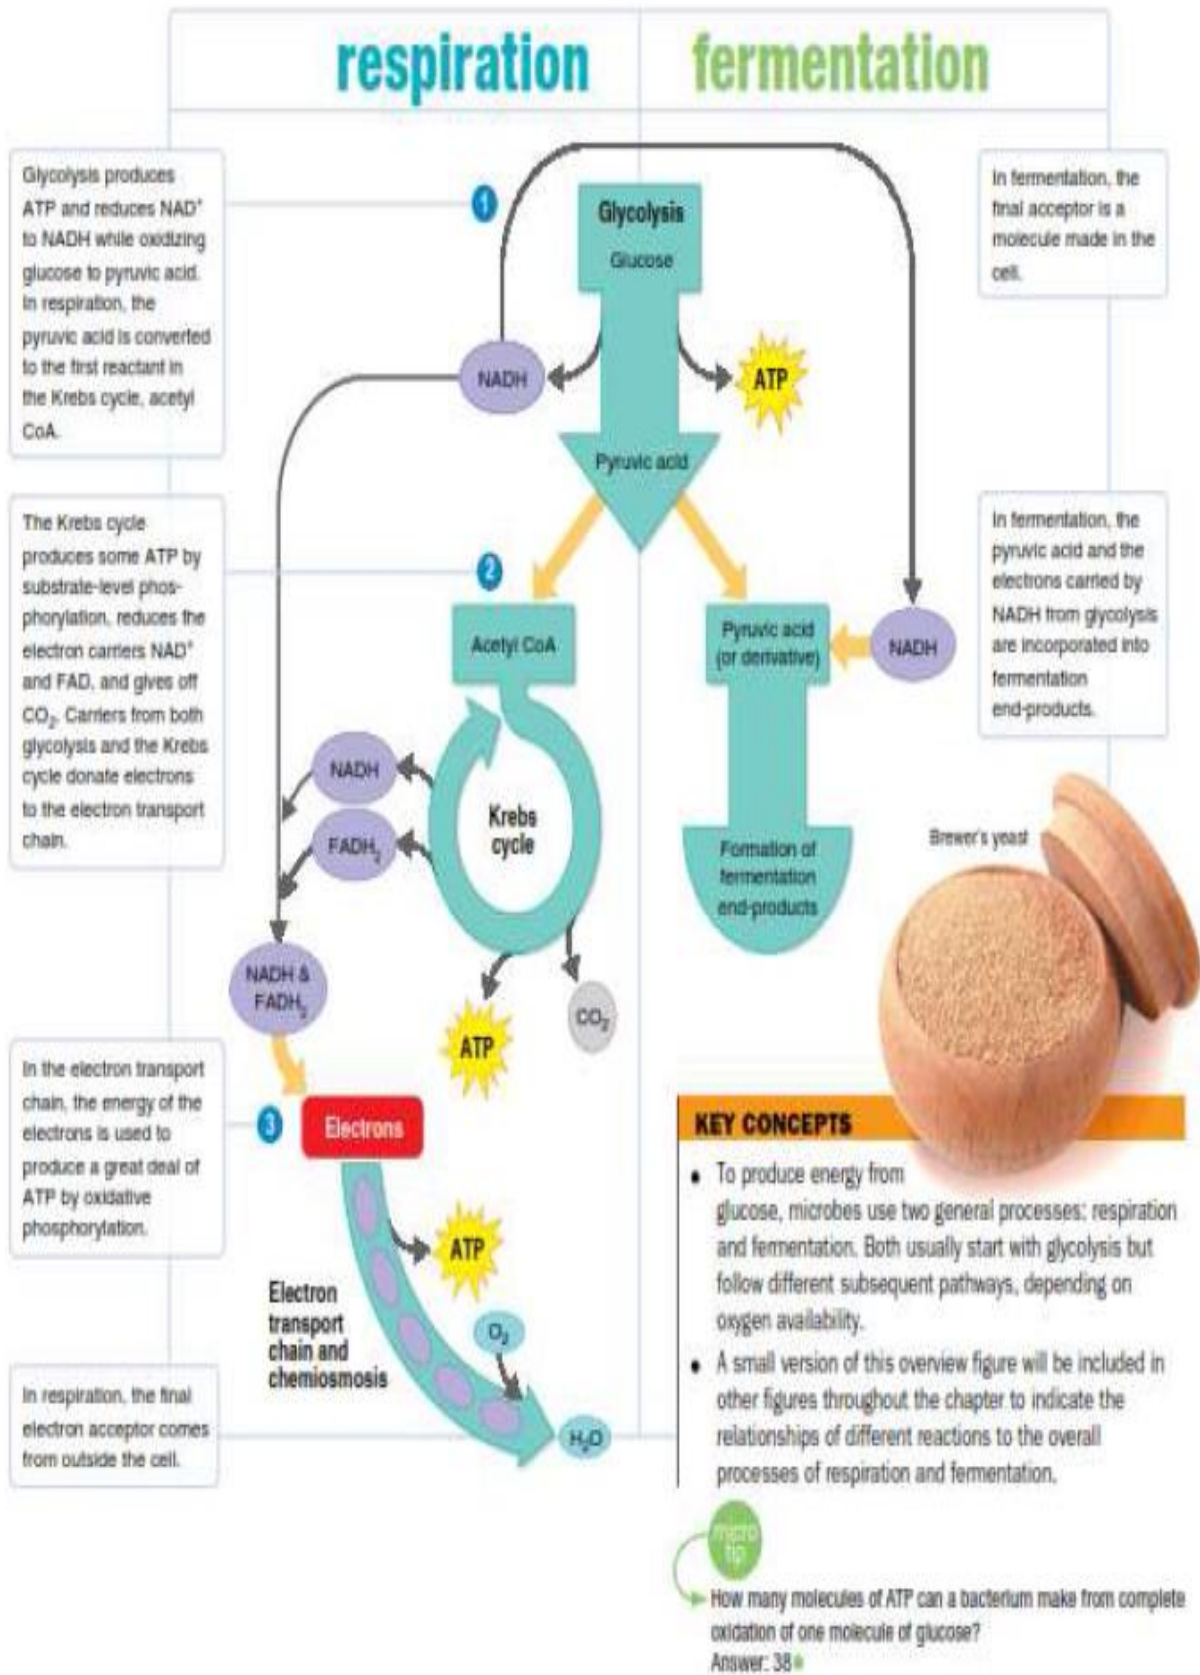 respiration
fermentation
Glycolysis produces
ATP and reduces NAD⁺
to NADH while oxidizing
glucose to pyruvic acid.
In respiration, the
pyruvic acid is converted
to the first reactant in
the Krebs cycle, acetyl
CoA.
1
Glycolysis
Glucose
In fermentation, the
final acceptor is a
molecule made in the
cell.
NADH
ATP
Pyruvic acid
The Krebs cycle
produces some ATP by
substrate-level phos-
phorylation, reduces the
electron carriers NAD⁺
and FAD, and gives off
CO₂. Carriers from both
glycolysis and the Krebs
cycle donate electrons
to the electron transport
chain.
2
Acetyl CoA
Pyruvic acid
(or derivative)
NADH
In fermentation, the
pyruvic acid and the
electrons carried by
NADH from glycolysis
are incorporated into
fermentation
end-products.
NADH
FADH₂
Krebs
cycle
Formation of
fermentation
end-products
Brewer's yeast
NADH &
FADH₂
ATP
CO₂
In the electron transport
chain, the energy of the
electrons is used to
produce a great deal of
ATP by oxidative
phosphorylation.
3
Electrons
ATP
Electron
transport
chain and
chemiosmosis
O₂
H₂O
In respiration, the final
electron acceptor comes
from outside the cell.
KEY CONCEPTS
• To produce energy from
glucose, microbes use two general processes: respiration
and fermentation. Both usually start with glycolysis but
follow different subsequent pathways, depending on
oxygen availability.
• A small version of this overview figure will be included in
other figures throughout the chapter to indicate the
relationships of different reactions to the overall
processes of respiration and fermentation.
micro
tip
How many molecules of ATP can a bacterium make from complete
oxidation of one molecule of glucose?
Answer: 38